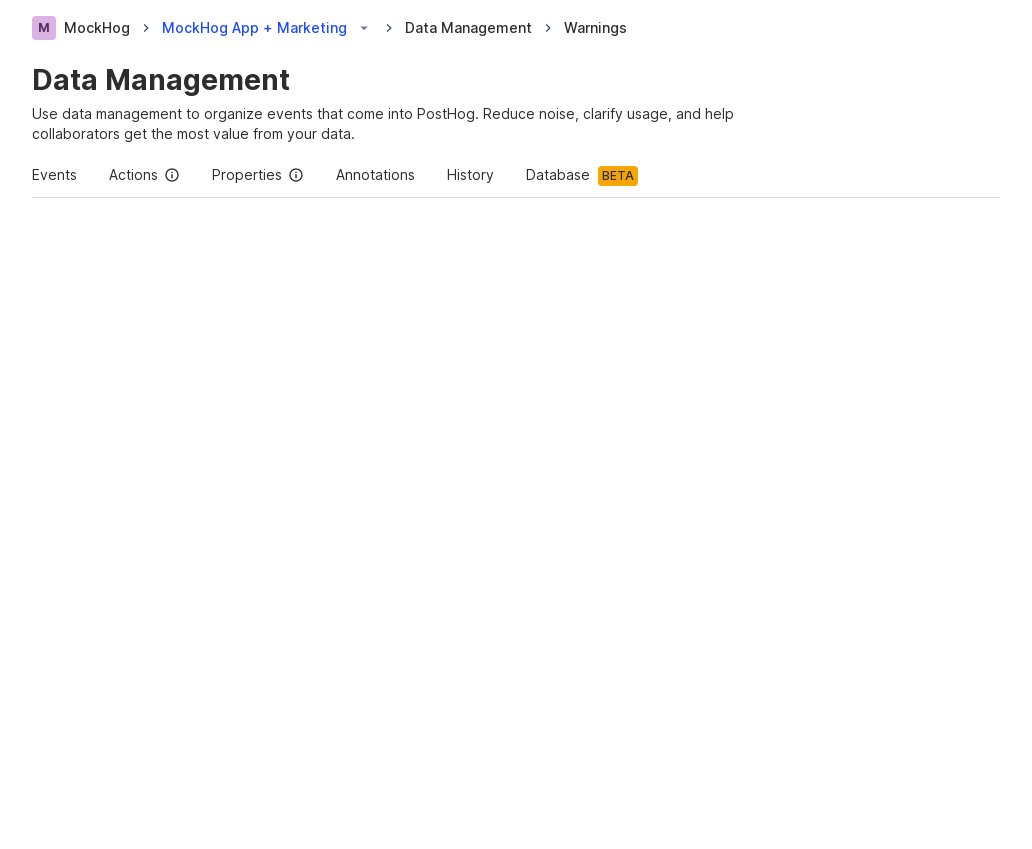 M MockHog > MockHog App + Marketing > Data Management > Warnings
Data Management
Use data management to organize events that come into PostHog. Reduce noise, clarify usage, and help
collaborators get the most value from your data.
Events Actions Properties Annotations History Database BETA